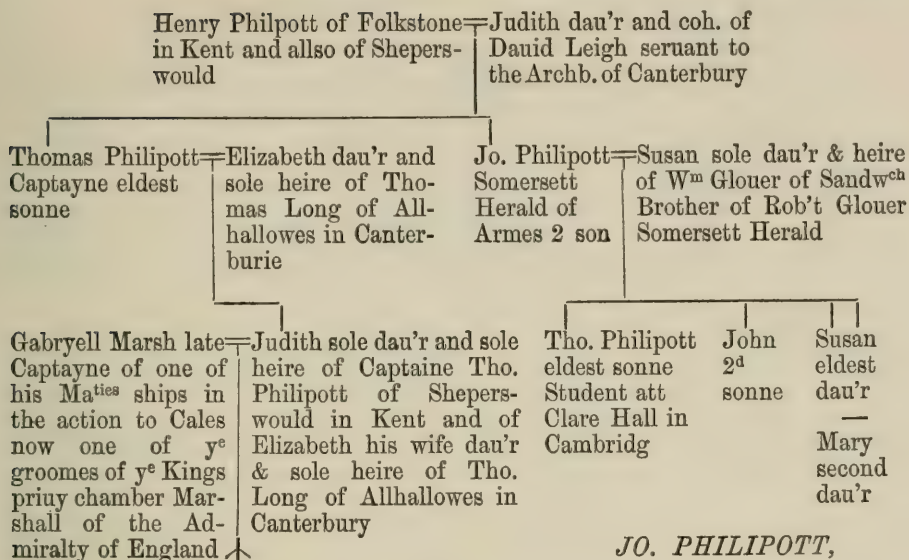 Henry Philpott of Folkstone
in Kent and allso of Shepers-
would
Judith dau'r and coh. of
Dauid Leigh seruant to
the Archb. of Canterbury
Thomas Philipott
Captayne eldest
sonne
Elizabeth dau'r and
sole heire of Tho-
mas Long of All-
hallowes in Canter-
burie
Jo. Philipott
Somersett
Herald of
Armes 2 son
Susan sole dau'r & heire
of Wᵐ Glouer of Sandwᶜʰ
Brother of Rob't Glouer
Somersett Herald
Gabryell Marsh late
Captayne of one of
his Maᵗⁱᵉˢ ships in
the action to Cales
now one of yᵉ
groomes of yᵉ Kings
priuy chamber Mar-
shall of the Ad-
miralty of England
Judith sole dau'r and sole
heire of Captaine Tho.
Philipott of Shepers-
would in Kent and of
Elizabeth his wife dau'r
& sole heire of Tho.
Long of Allhallowes in
Canterbury
Tho. Philipott
eldest sonne
Student att
Clare Hall in
Cambridg
John
2ᵈ
sonne
Susan
eldest
dau'r
—
Mary
second
dau'r
JO. PHILIPOTT,